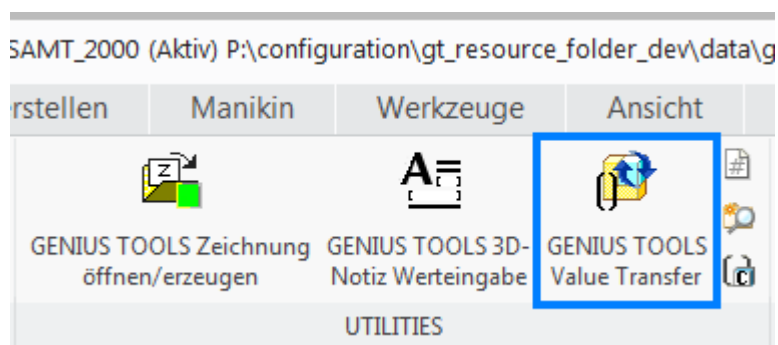 SAMT_2000 (Aktiv) P:\configuration\gt_resource_folder_dev\data\g
rstellen Manikin Werkzeuge Ansicht
GENIUS TOOLS Zeichnung öffnen/erzeugen
GENIUS TOOLS 3D-Notiz Werteingabe
GENIUS TOOLS Value Transfer
UTILITIES